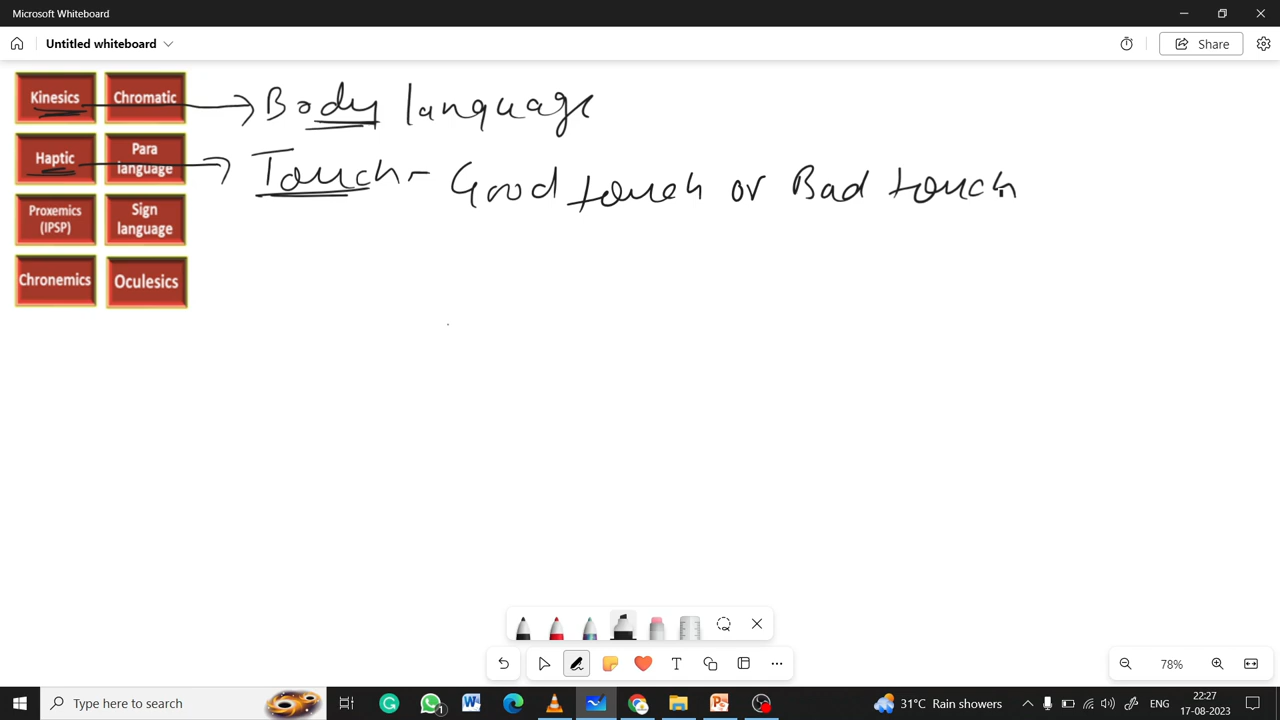 Microsoft Whiteboard
Untitled whiteboard
Share
Kinesics Chromatic Body language
Haptic Para language Touch - Good touch or Bad touch
Proxemics (IPSP) Sign language
Chronemics Oculesics
78%
Type here to search
1
31°C Rain showers
ENG
22:27
17-08-2023